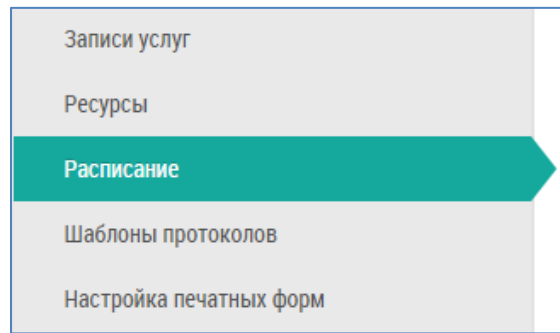 Записи услуг
Ресурсы
Расписание
Шаблоны протоколов
Настройка печатных форм